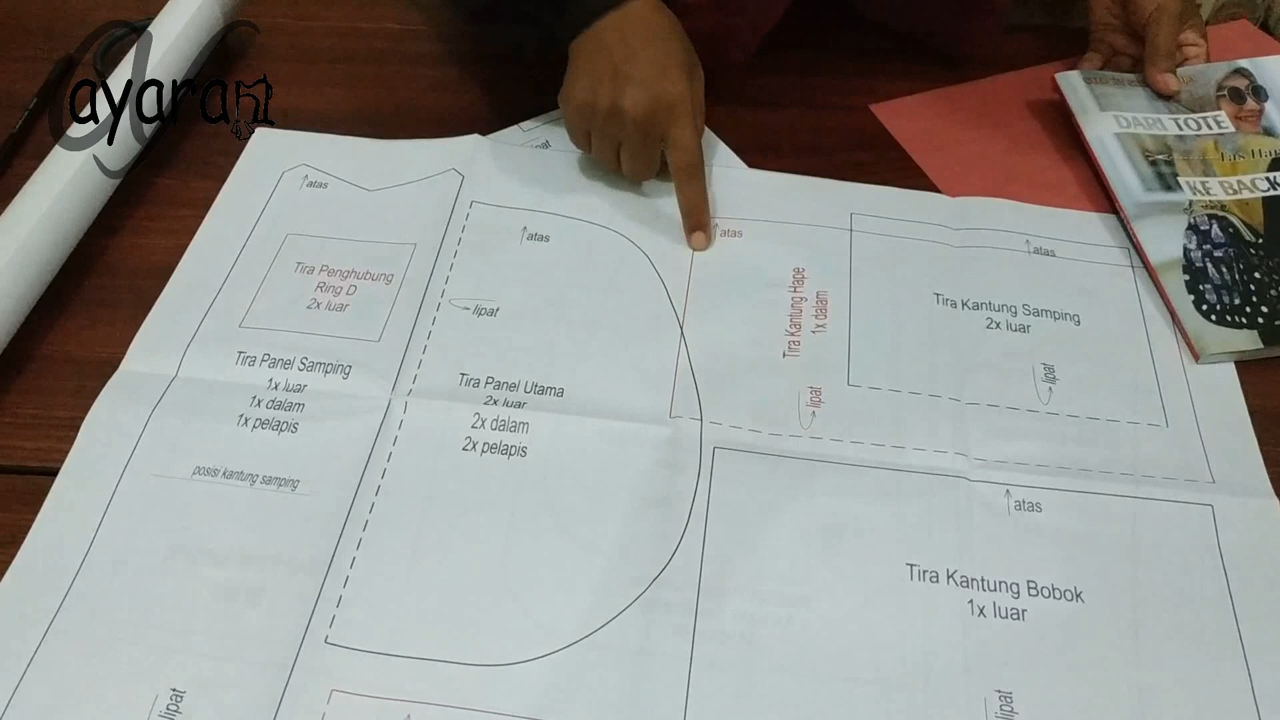 ayaran
atas
Tira Penghubung
Ring D
2x luar
Tira Panel Samping
1x luar
1x dalam
1x pelapis
posisi kantung samping
lipat
atas
lipat
Tira Panel Utama
2x luar
2x dalam
2x pelapis
atas
Tira Kantung Hape
1x dalam
lipat
atas
Tira Kantung Samping
2x luar
lipat
atas
Tira Kantung Bobok
1x luar
lipat
DARI TOTE
KE BACK